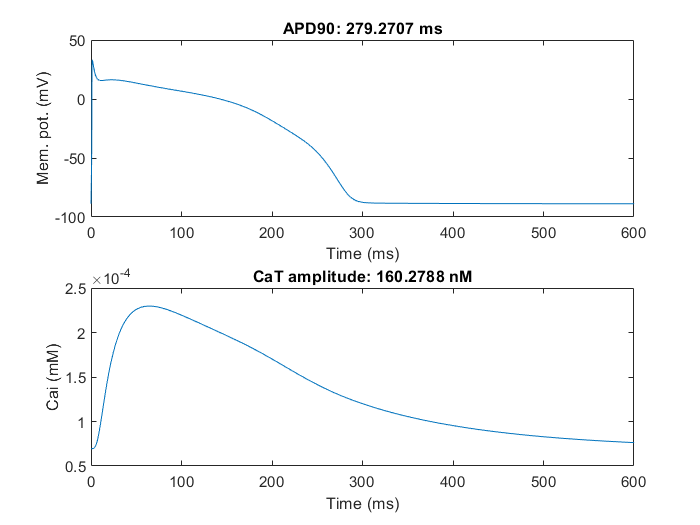 APD90: 279.2707 ms
50
0
-50
-100
Mem. pot. (mV)
0 100 200 300 400 500 600
Time (ms)
×10-4
CaT amplitude: 160.2788 nM
2.5
2
1.5
1
0.5
Cai (mM)
0 100 200 300 400 500 600
Time (ms)